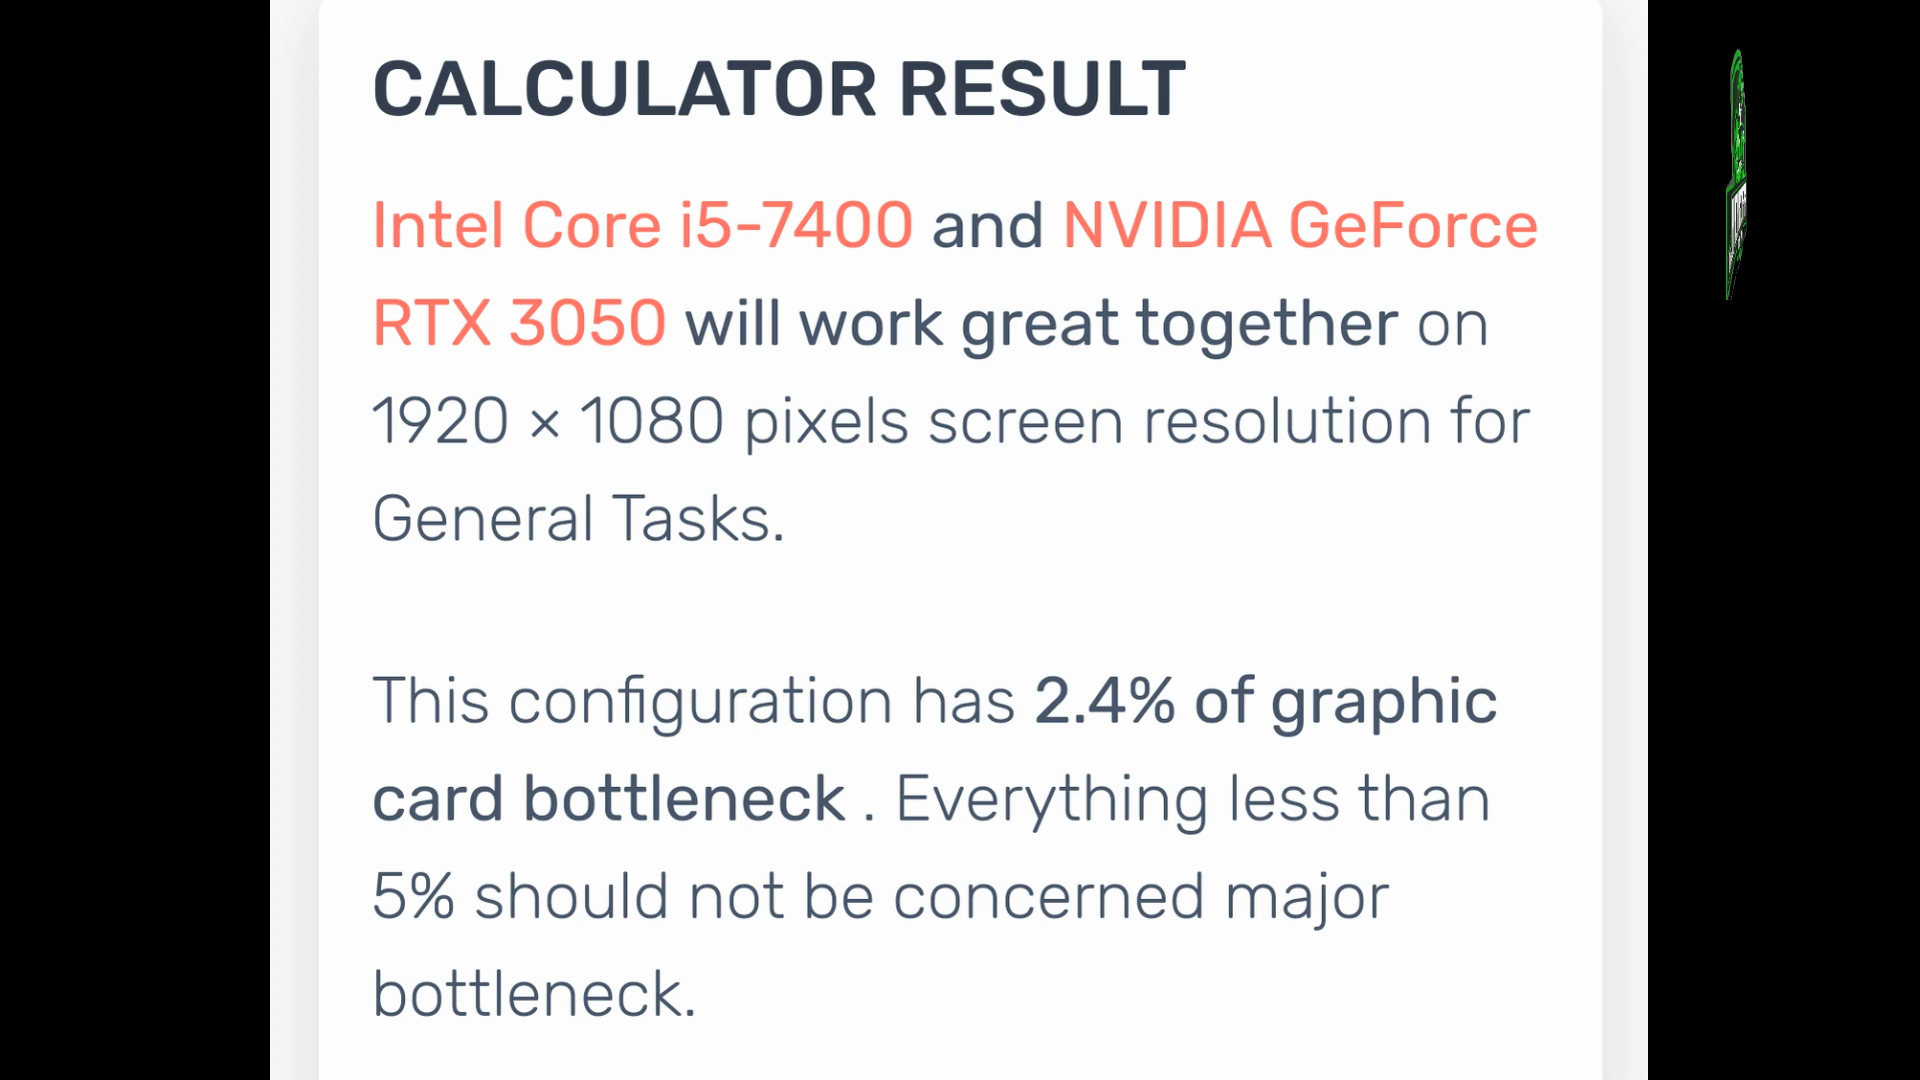 CALCULATOR RESULT
Intel Core i5-7400 and NVIDIA GeForce
RTX 3050 will work great together on
1920 × 1080 pixels screen resolution for
General Tasks.
This configuration has 2.4% of graphic
card bottleneck . Everything less than
5% should not be concerned major
bottleneck.